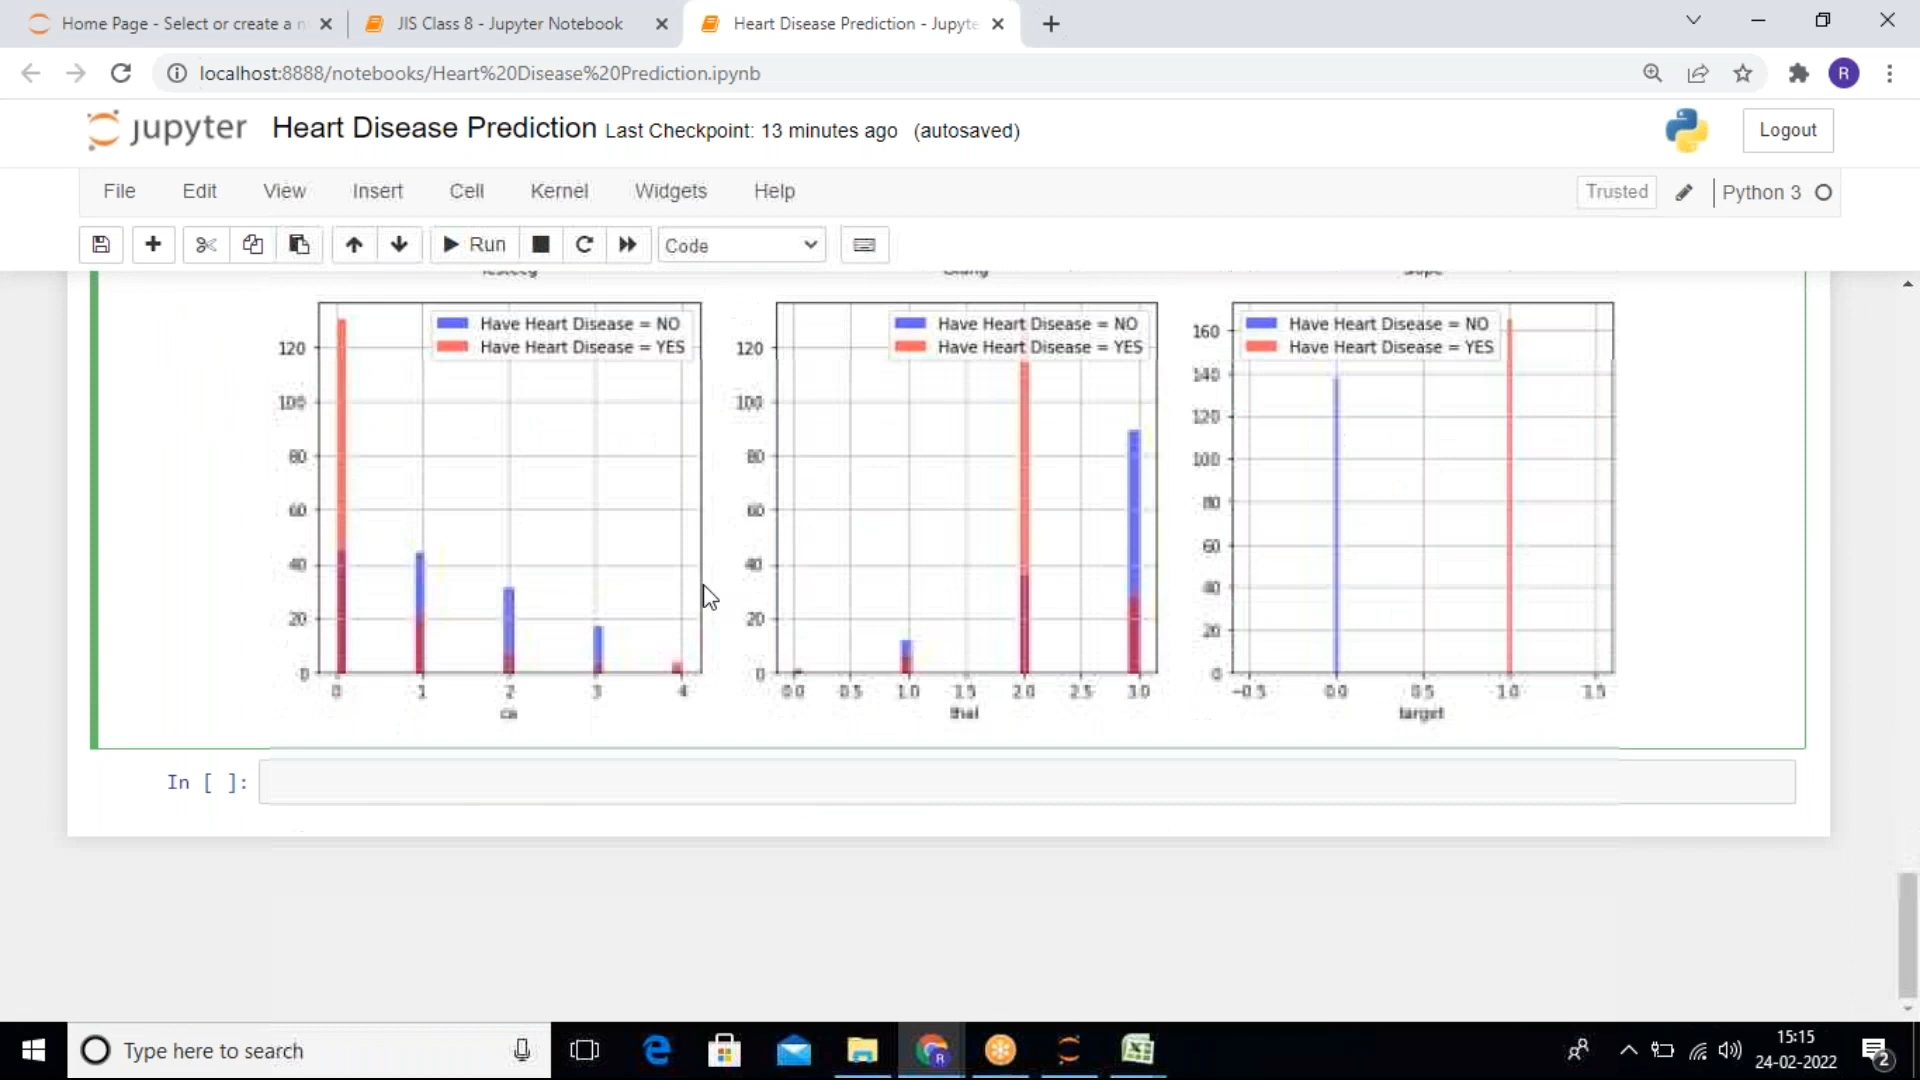 Home Page - Select or create a n
JIS Class 8 - Jupyter Notebook
Heart Disease Prediction - Jupyte
localhost:8888/notebooks/Heart%20Disease%20Prediction.ipynb
R
jupyter Heart Disease Prediction Last Checkpoint: 13 minutes ago (autosaved)
Logout
File Edit View Insert Cell Kernel Widgets Help
Trusted
Python 3
Run
Code
restecg exang slope
Have Heart Disease = NO
Have Heart Disease = YES
120
100
80
60
40
20
0
0 1 2 3 4
ca
Have Heart Disease = NO
Have Heart Disease = YES
120
100
80
60
40
20
0
0.0 0.5 1.0 1.5 2.0 2.5 3.0
thal
Have Heart Disease = NO
Have Heart Disease = YES
160
140
120
100
80
60
40
20
0
-0.5 0.0 0.5 1.0 1.5
target
In [ ]:
Type here to search
R
15:15
24-02-2022
2